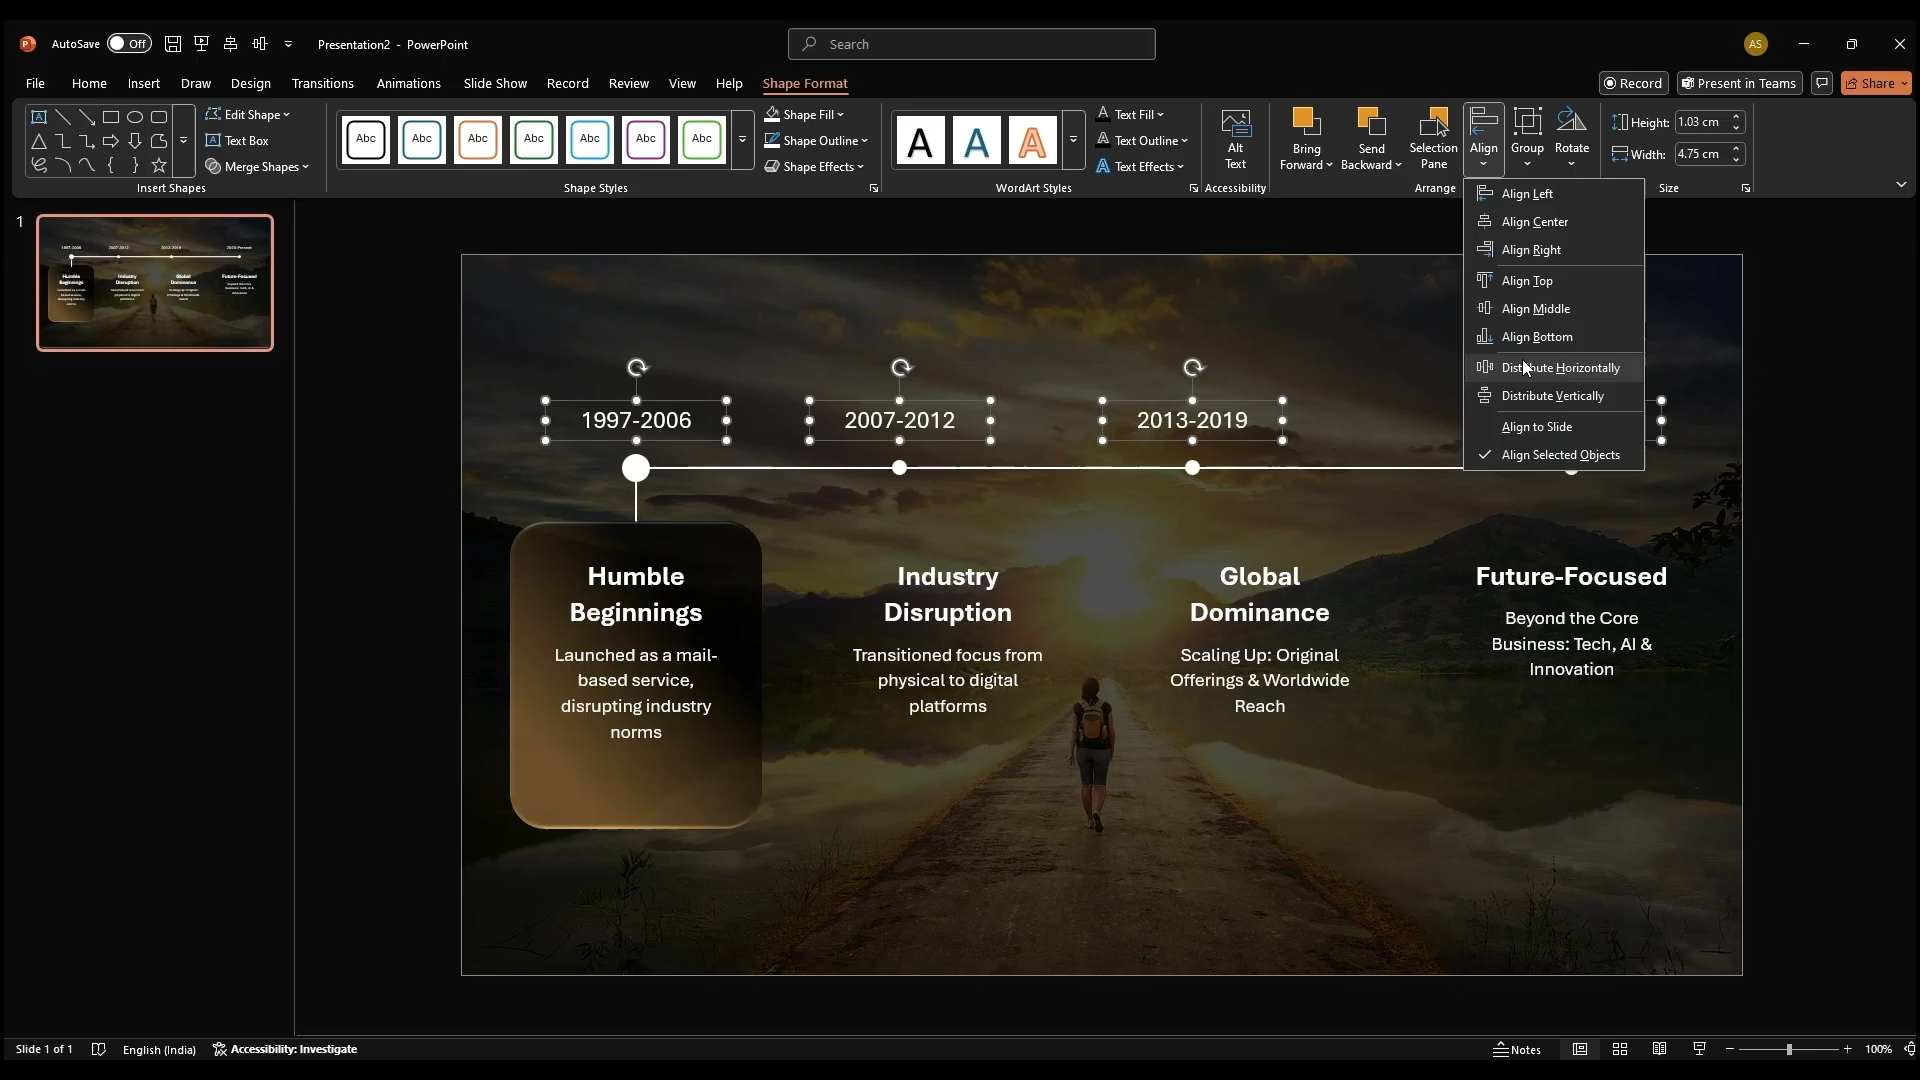 AutoSave Off Presentation2 - PowerPoint Search AS
File Home Insert Draw Design Transitions Animations Slide Show Record Review View Help Shape Format Record Present in Teams Share
Edit Shape
Text Box
Merge Shapes
Insert Shapes
Abc Abc Abc Abc Abc Abc Abc
Shape Fill
Shape Outline
Shape Effects
Shape Styles
A A A
Text Fill
Text Outline
Text Effects
WordArt Styles
Alt
Text
Accessibility
Bring
Forward
Send
Backward
Selection
Pane
Align
Group
Rotate
Arrange
Height: 1.03 cm
Width: 4.75 cm
Size
Align Left
Align Center
Align Right
Align Top
Align Middle
Align Bottom
Distribute Horizontally
Distribute Vertically
Align to Slide
Align Selected Objects
1
1997-2006 2007-2012 2013-2019
Humble
Beginnings
Launched as a mail-
based service,
disrupting industry
norms
Industry
Disruption
Transitioned focus from
physical to digital
platforms
Global
Dominance
Scaling Up: Original
Offerings & Worldwide
Reach
Future-Focused
Beyond the Core
Business: Tech, AI &
Innovation
Slide 1 of 1 English (India) Accessibility: Investigate Notes 100%